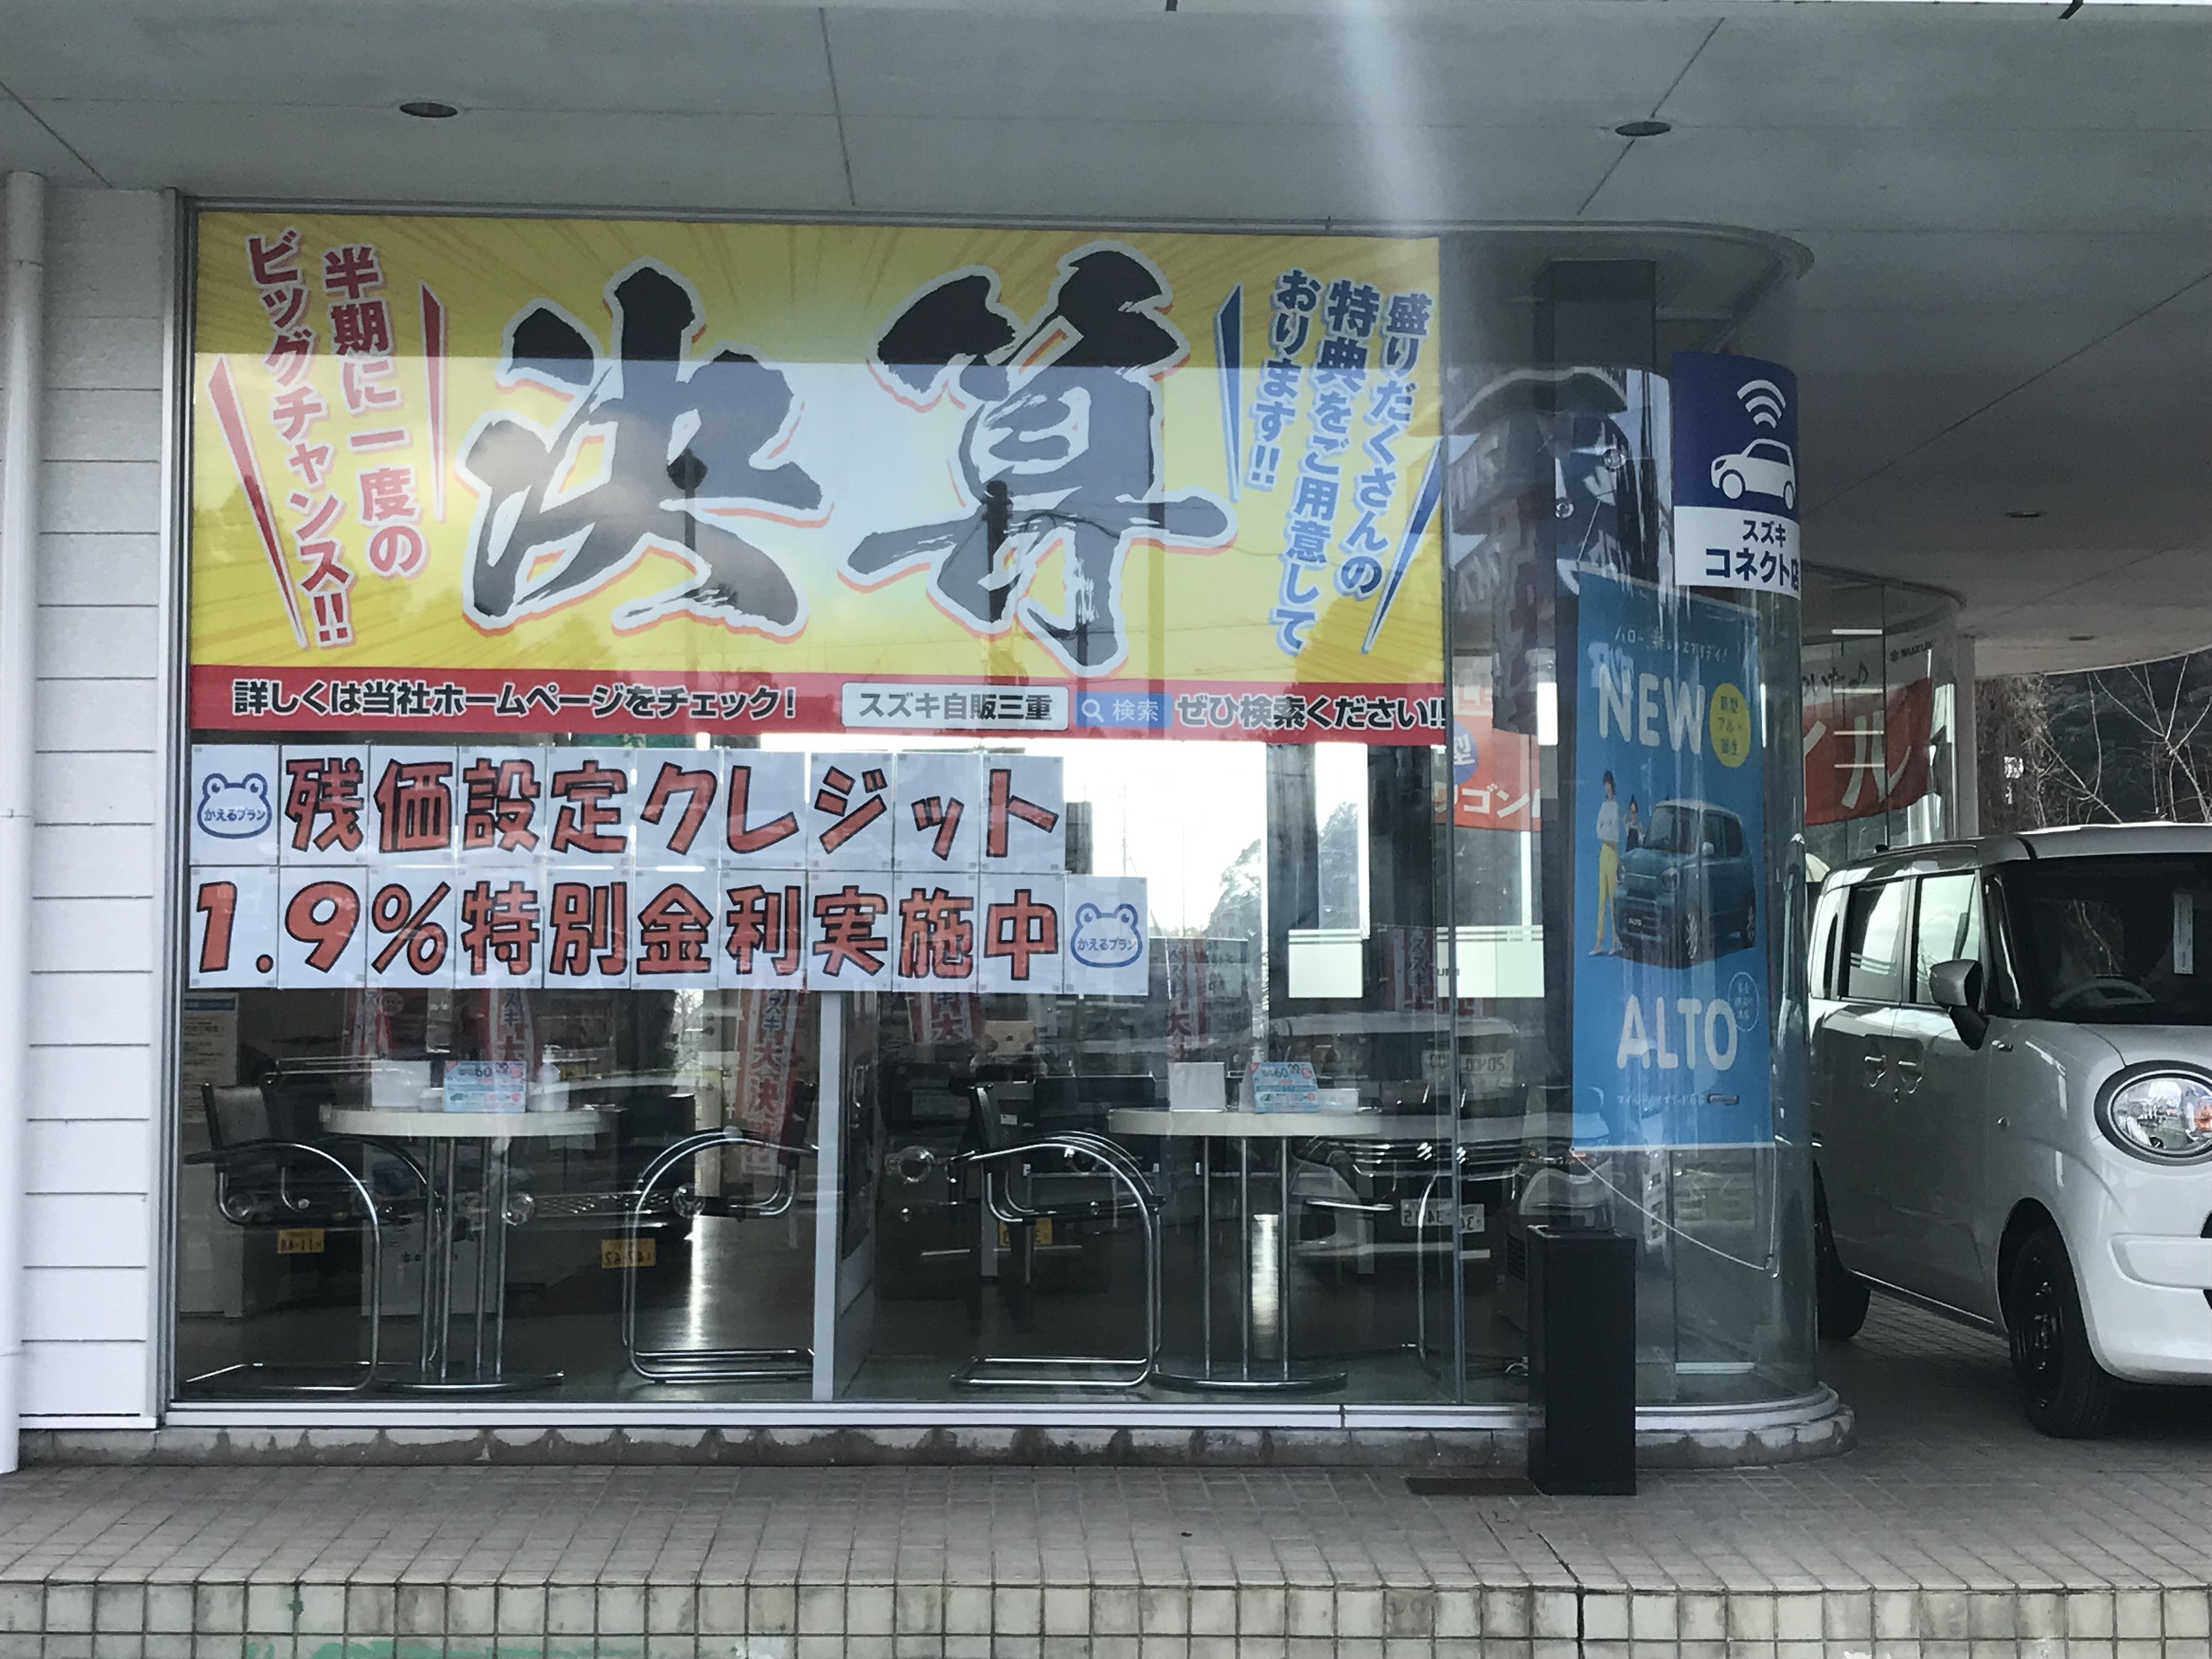 半期に一度の
ビッグチャンス!!
決算
盛りだくさんの
特典をご用意して
おります!!
詳しくは当社ホームページをチェック!
スズキ自販三重 検索 ぜひ検索ください!!
かえるプラン
残価設定クレジット
1.9%特別金利実施中
かえるプラン
スズキ
コネクト店
NEW
ALTO